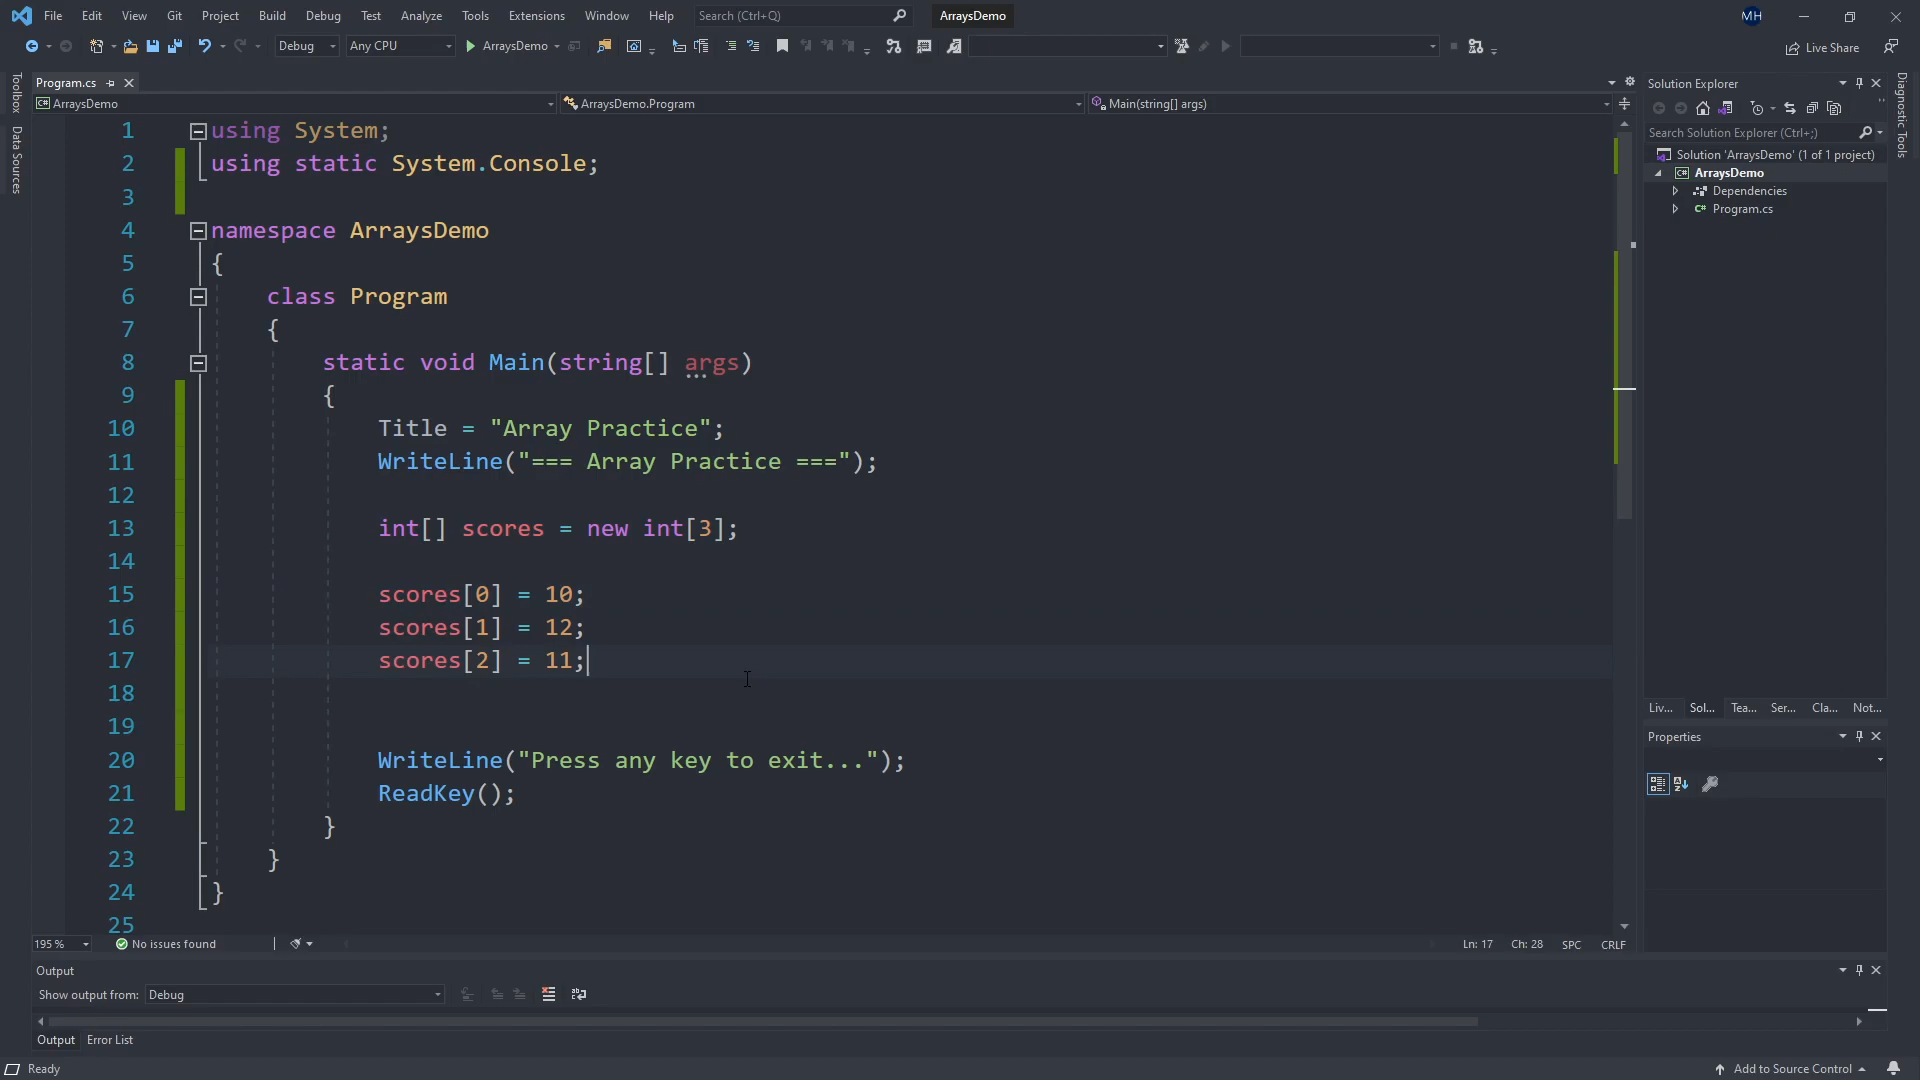 File Edit View Git Project Build Debug Test Analyze Tools Extensions Window Help Search (Ctrl+Q) ArraysDemo MH
Debug Any CPU ArraysDemo Live Share
Toolbox
Data Sources
Program.cs
ArraysDemo ArraysDemo.Program Main(string[] args)
1 using System;
2 using static System.Console;
3
4 namespace ArraysDemo
5 {
6 class Program
7 {
8 static void Main(string[] args)
9 {
10 Title = "Array Practice";
11 WriteLine("=== Array Practice ===");
12
13 int[] scores = new int[3];
14
15 scores[0] = 10;
16 scores[1] = 12;
17 scores[2] = 11;
18
19
20 WriteLine("Press any key to exit...");
21 ReadKey();
22 }
23 }
24 }
25
195 % No issues found Ln: 17 Ch: 28 SPC CRLF
Solution Explorer
Search Solution Explorer (Ctrl+;)
Solution 'ArraysDemo' (1 of 1 project)
C# ArraysDemo
Dependencies
C# Program.cs
Diagnostic Tools
Liv... Sol... Tea... Ser... Cla... Not...
Properties
Output
Show output from: Debug
Output Error List
Ready Add to Source Control